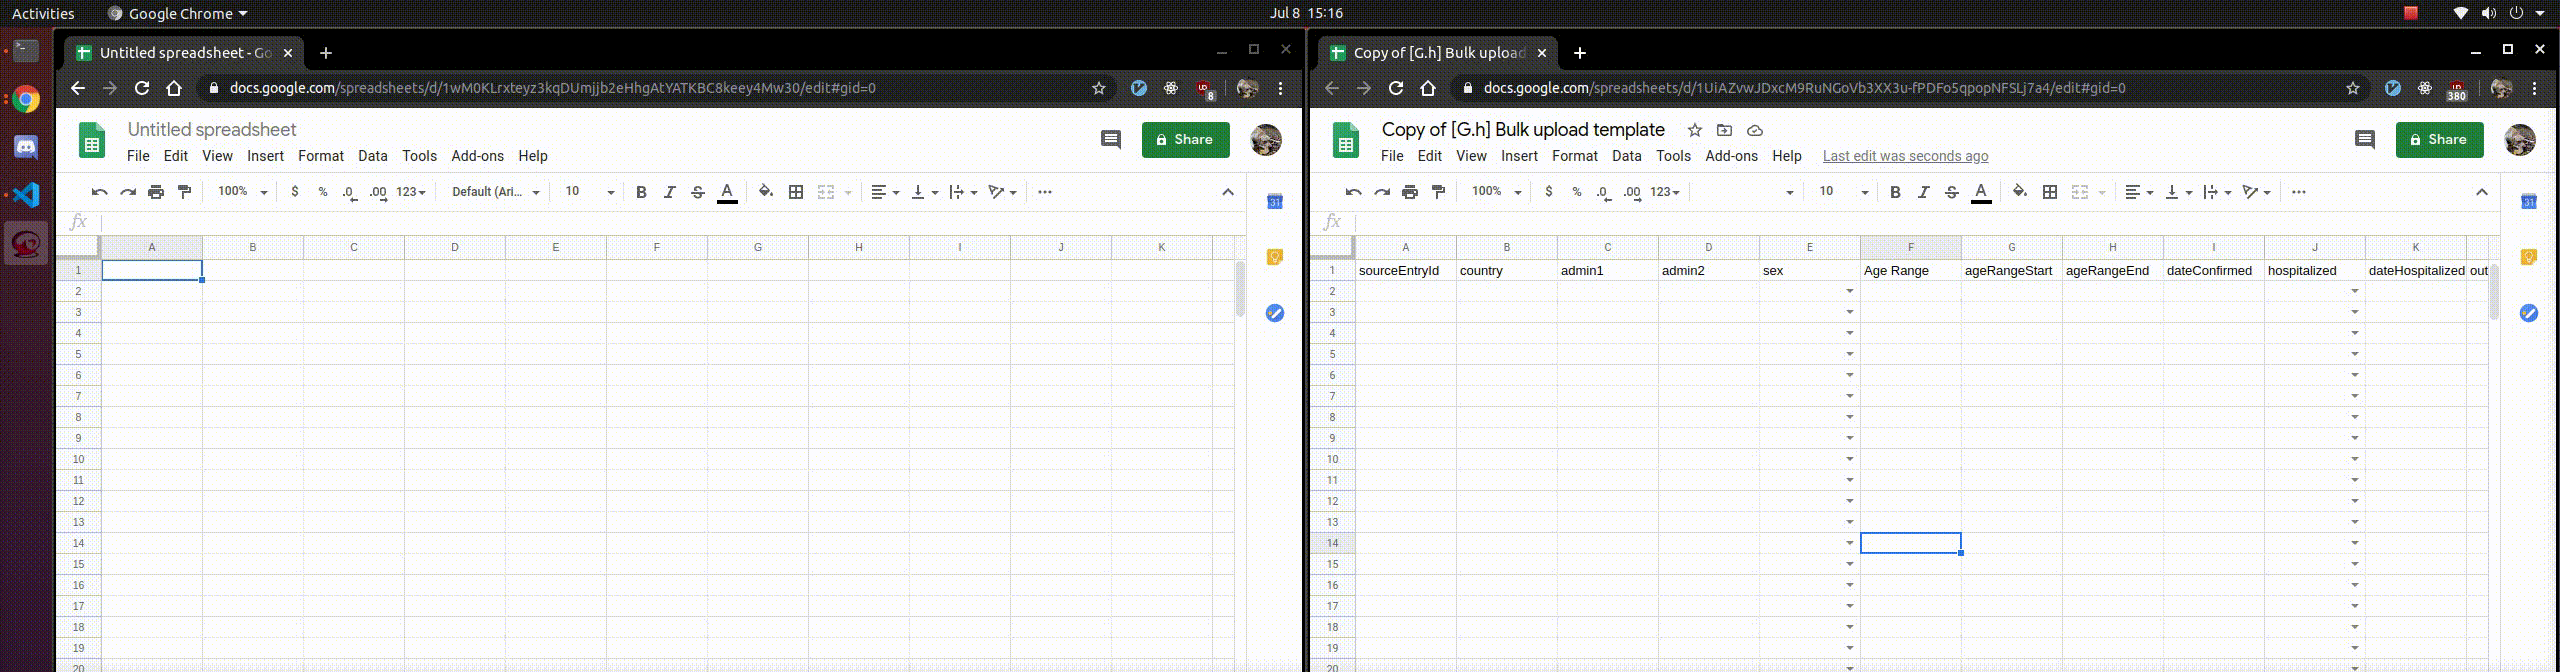 Activities Google Chrome Jul 8 15:16
Untitled spreadsheet - Go
docs.google.com/spreadsheets/d/1wM0KLrxteyz3kqDUmjjb2eHhgAtYATKBC8keey4Mw30/edit#gid=0 8
Untitled spreadsheet
Share
File Edit View Insert Format Data Tools Add-ons Help
100% $ % .0 .00 123 Default (Ari... 10 B I S A
31
fx
A B C D E F G H I J K
1
2
3
4
5
6
7
8
9
10
11
12
13
14
15
16
17
18
19
20
Copy of [G.h] Bulk upload
docs.google.com/spreadsheets/d/1UiAZvwJDxcM9RuNGoVb3XX3u-fPDFo5qpopNFSLj7a4/edit#gid=0 380
Copy of [G.h] Bulk upload template
Share
File Edit View Insert Format Data Tools Add-ons Help Last edit was seconds ago
100% $ % .0 .00 123 10 B I S A
31
fx
A B C D E F G H I J K
1 sourceEntryId country admin1 admin2 sex Age Range ageRangeStart ageRangeEnd dateConfirmed hospitalized dateHospitalized out
2
3
4
5
6
7
8
9
10
11
12
13
14
15
16
17
18
19
20